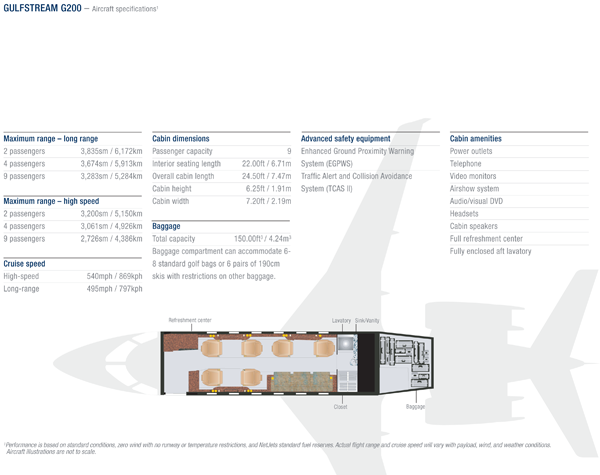 GULFSTREAM G200 – Aircraft specifications¹
Maximum range – long range
2 passengers 3,835sm / 6,172km
4 passengers 3,674sm / 5,913km
9 passengers 3,283sm / 5,284km
Maximum range – high speed
2 passengers 3,200sm / 5,150km
4 passengers 3,061sm / 4,926km
9 passengers 2,726sm / 4,386km
Cruise speed
High-speed 540mph / 869kph
Long-range 495mph / 797kph
Cabin dimensions
Passenger capacity 9
Interior seating length 22.00ft / 6.71m
Overall cabin length 24.50ft / 7.47m
Cabin height 6.25ft / 1.91m
Cabin width 7.20ft / 2.19m
Baggage
Total capacity 150.00ft³ / 4.24m³
Baggage compartment can accommodate 6-
8 standard golf bags or 6 pairs of 190cm
skis with restrictions on other baggage.
Advanced safety equipment
Enhanced Ground Proximity Warning
System (EGPWS)
Traffic Alert and Collision Avoidance
System (TCAS II)
Cabin amenities
Power outlets
Telephone
Video monitors
Airshow system
Audio/visual DVD
Headsets
Cabin speakers
Full refreshment center
Fully enclosed aft lavatory
Refreshment center
Lavatory
Sink/Vanity
Closet
Baggage
¹Performance is based on standard conditions, zero wind with no runway or temperature restrictions, and NetJets standard fuel reserves. Actual flight range and cruise speed will vary with payload, wind, and weather conditions.
Aircraft illustrations are not to scale.